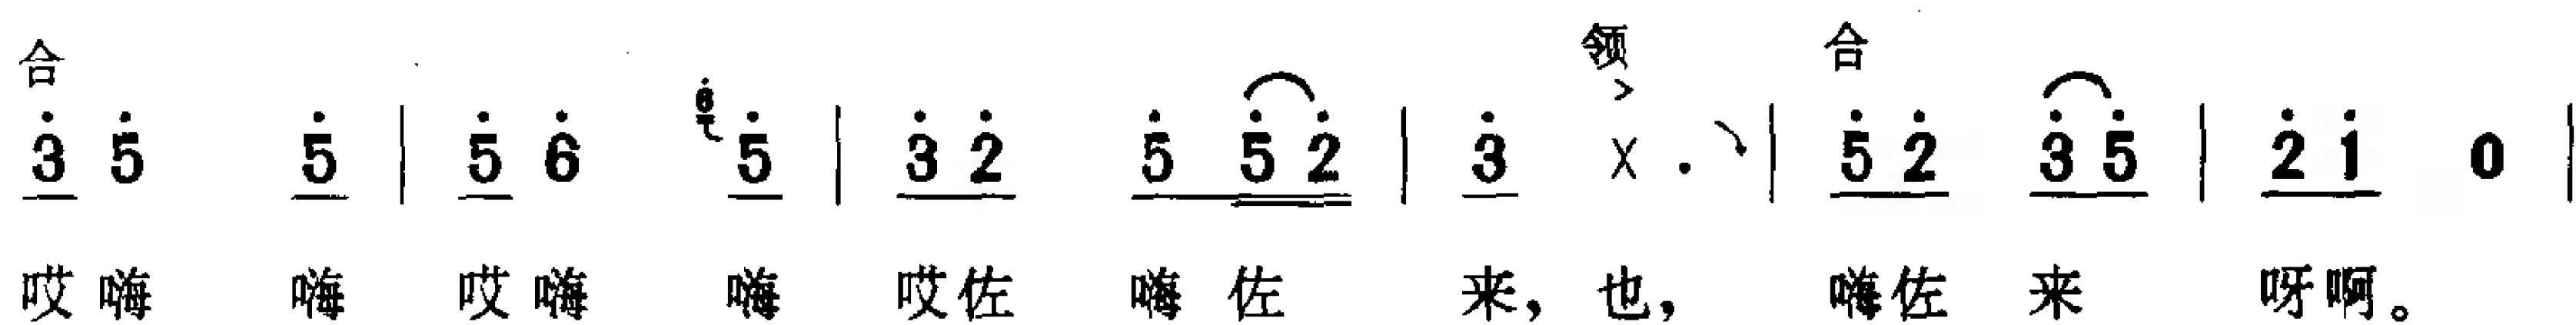 合 领 合
3 5 5 | 5 6 6 5 | 3 2 5 5 2 | 3 X . | 5 2 3 5 | 2 1 0 |
哎 嗨 嗨 哎 嗨 嗨 哎佐 嗨 佐 来，也， 嗨佐 来 呀啊。